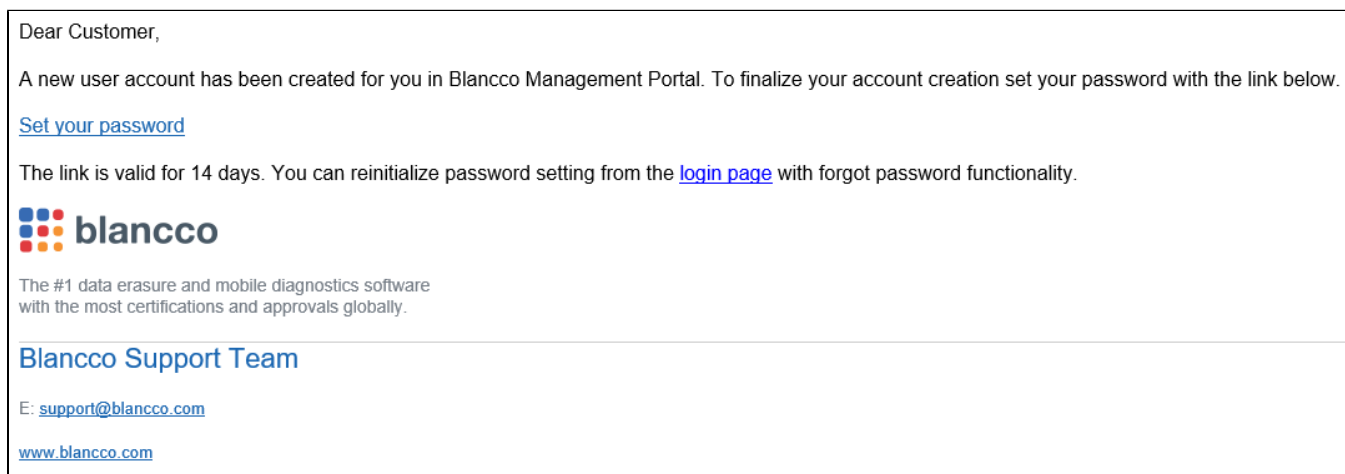 Dear Customer,
A new user account has been created for you in Blancco Management Portal. To finalize your account creation set your password with the link below.
Set your password
The link is valid for 14 days. You can reinitialize password setting from the login page with forgot password functionality.
blancco
The #1 data erasure and mobile diagnostics software
with the most certifications and approvals globally.
Blancco Support Team
E: support@blancco.com
www.blancco.com